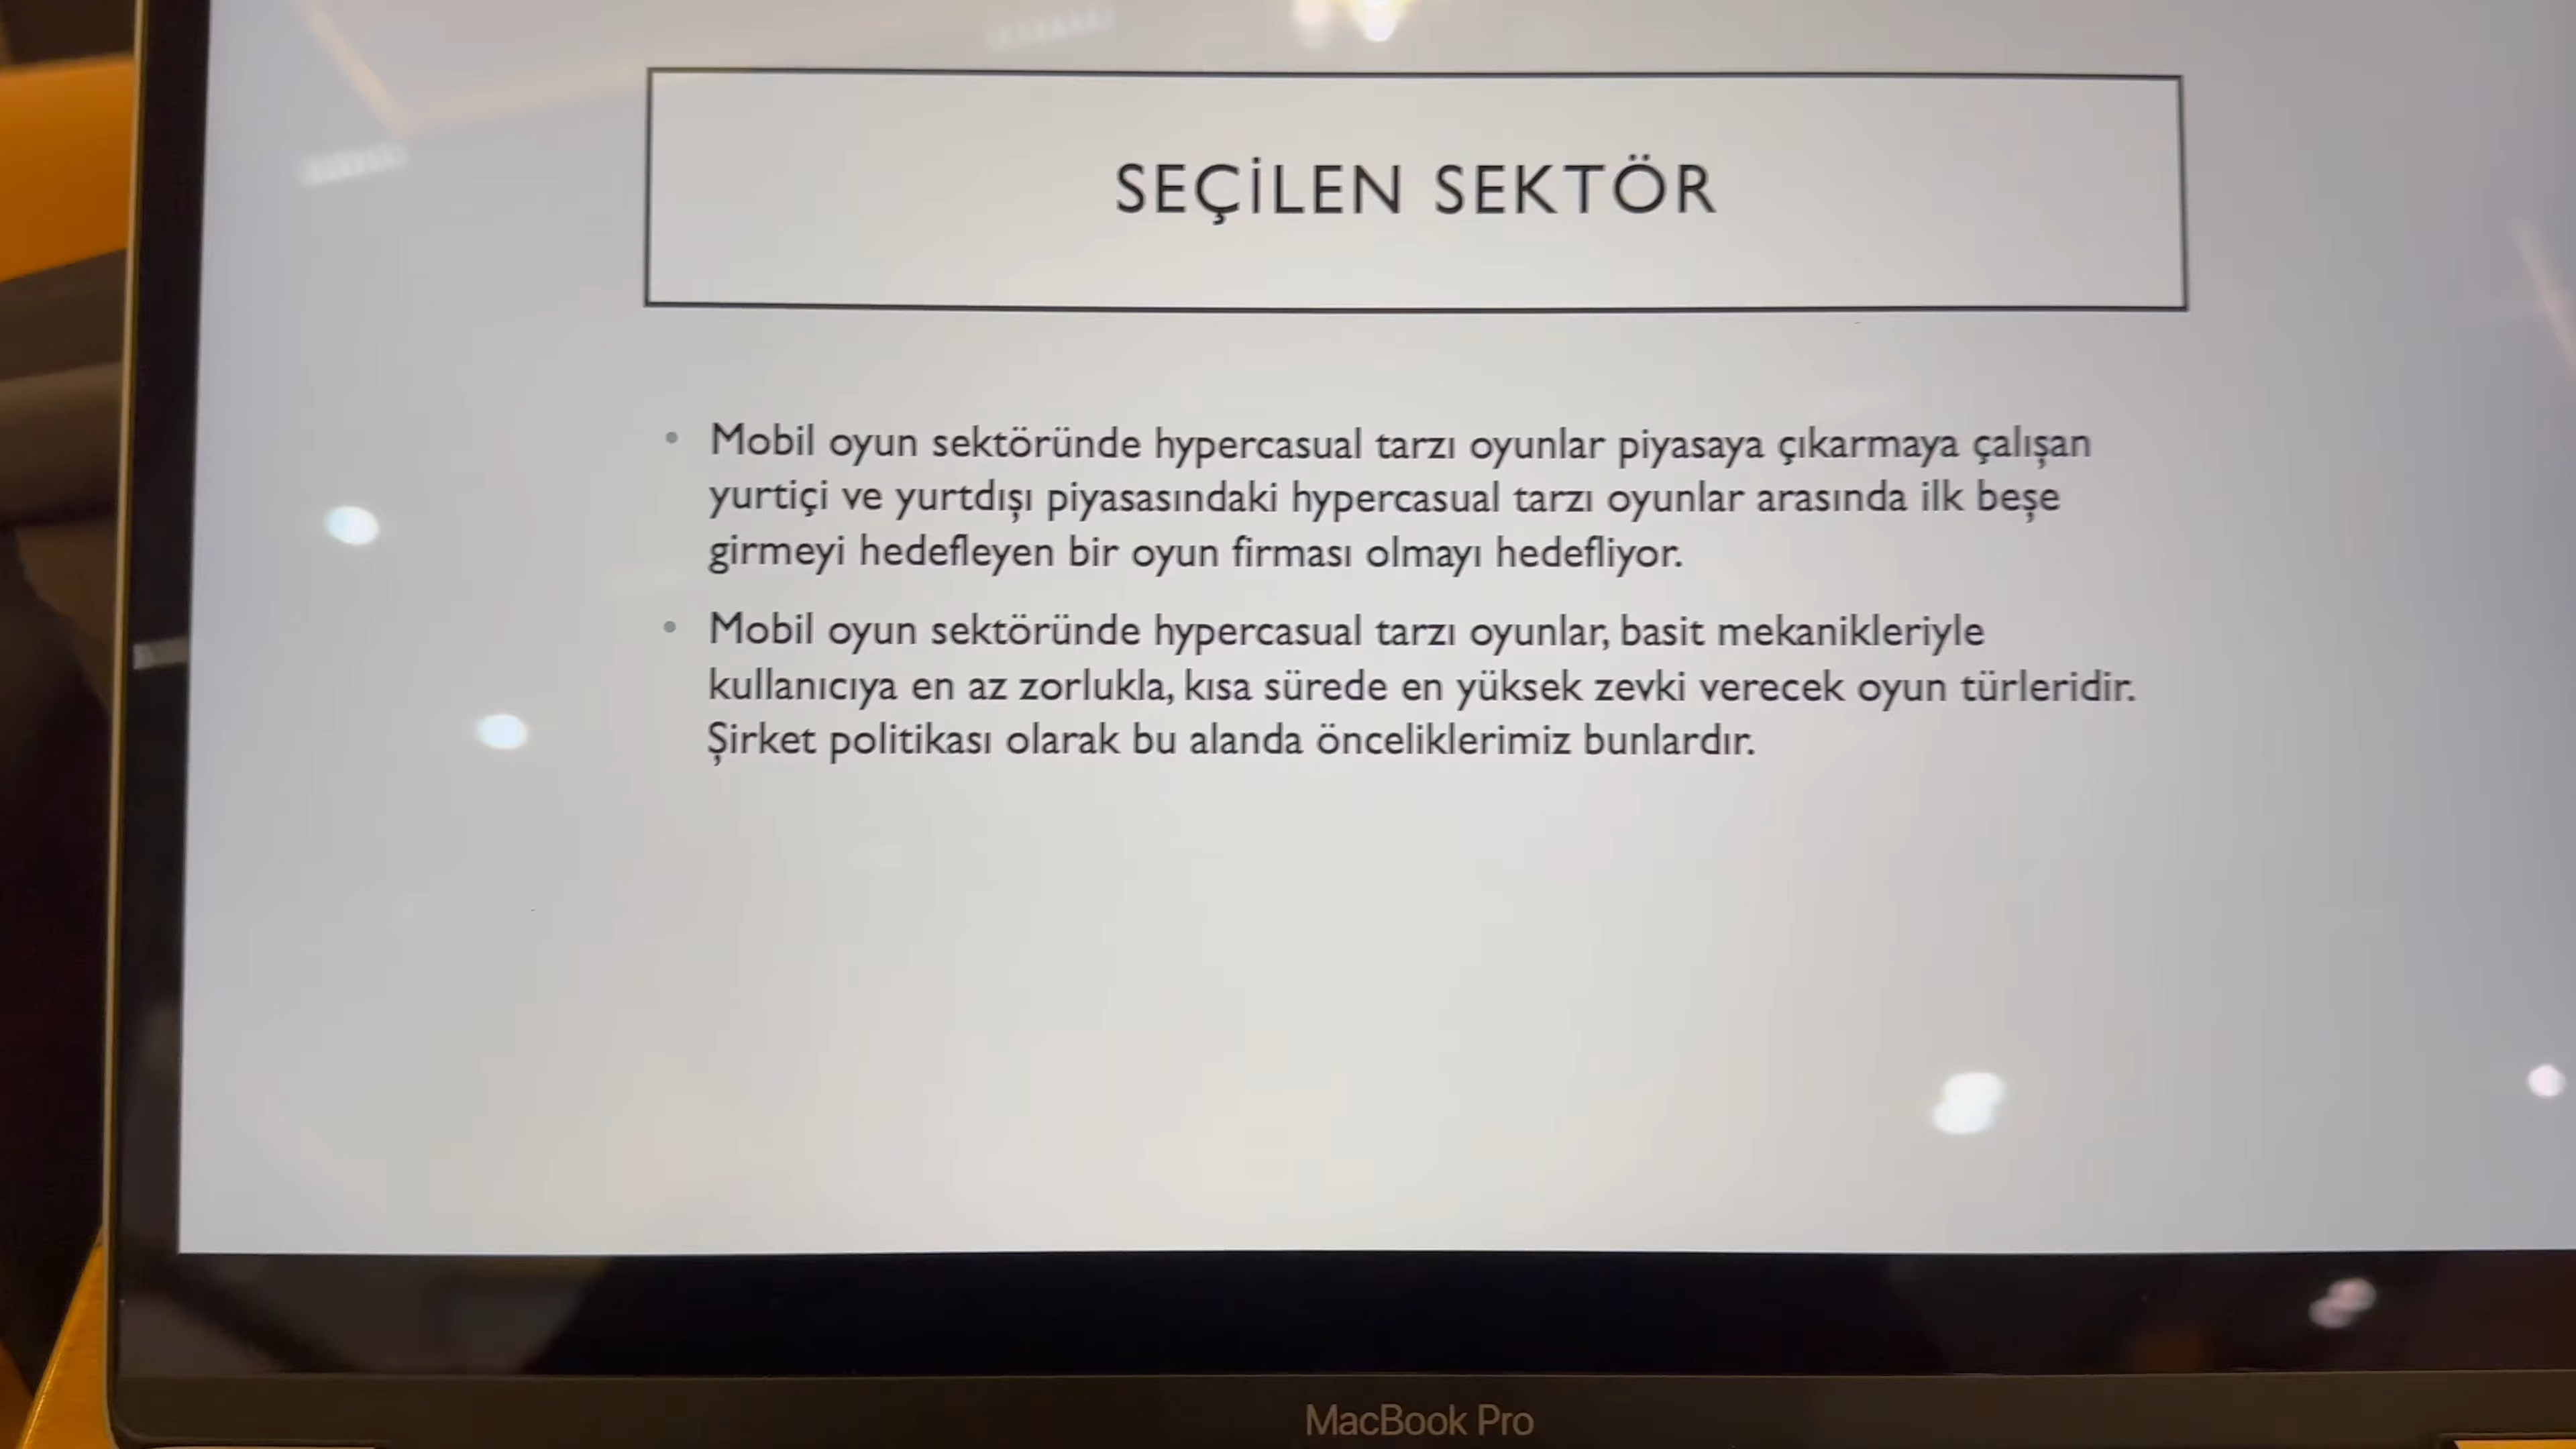 SEÇİLEN SEKTÖR
• Mobil oyun sektöründe hypercasual tarzı oyunlar piyasaya çıkarmaya çalışan
yurtiçi ve yurtdışı piyasasındaki hypercasual tarzı oyunlar arasında ilk beşe
girmeyi hedefleyen bir oyun firması olmayı hedefliyor.
• Mobil oyun sektöründe hypercasual tarzı oyunlar, basit mekanikleriyle
kullanıcıya en az zorlukla, kısa sürede en yüksek zevki verecek oyun türleridir.
Şirket politikası olarak bu alanda önceliklerimiz bunlardır.
MacBook Pro